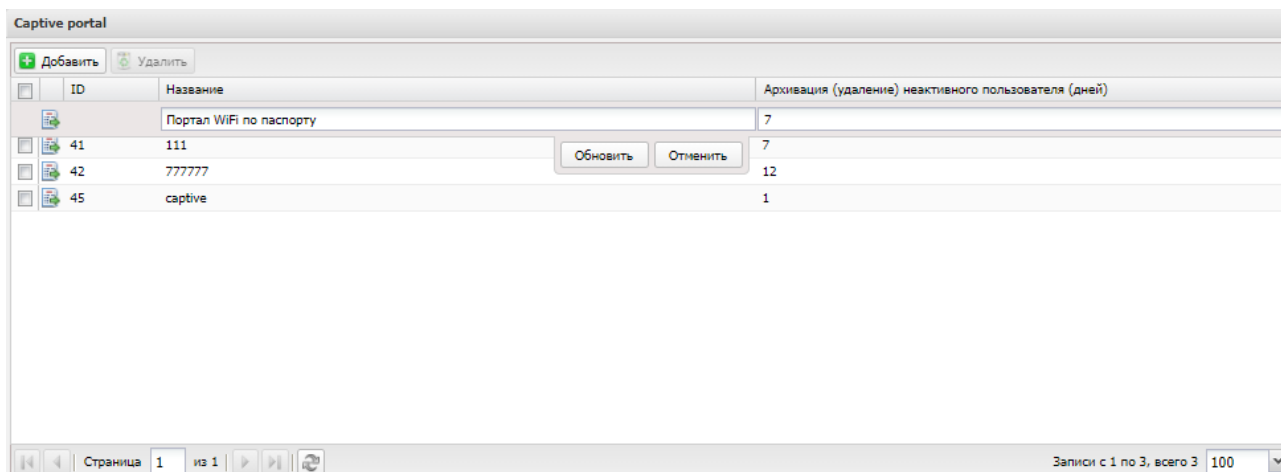 Captive portal
Добавить Удалить
ID Название Архивация (удаление) неактивного пользователя (дней)
Портал WiFi по паспорту 7
41 111 7
Обновить Отменить
42 777777 12
45 captive 1
Страница 1 из 1 Записи с 1 по 3, всего 3 100